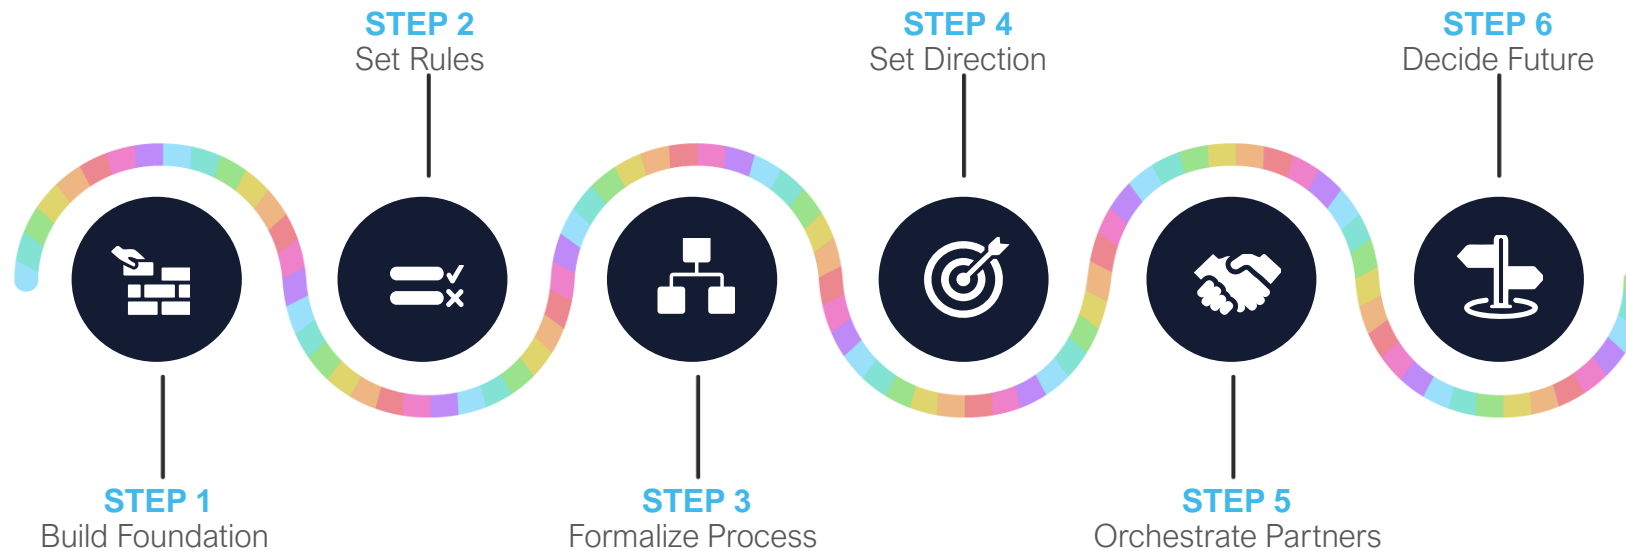 STEP 1
Build Foundation
STEP 2
Set Rules
STEP 3
Formalize Process
STEP 4
Set Direction
STEP 5
Orchestrate Partners
STEP 6
Decide Future